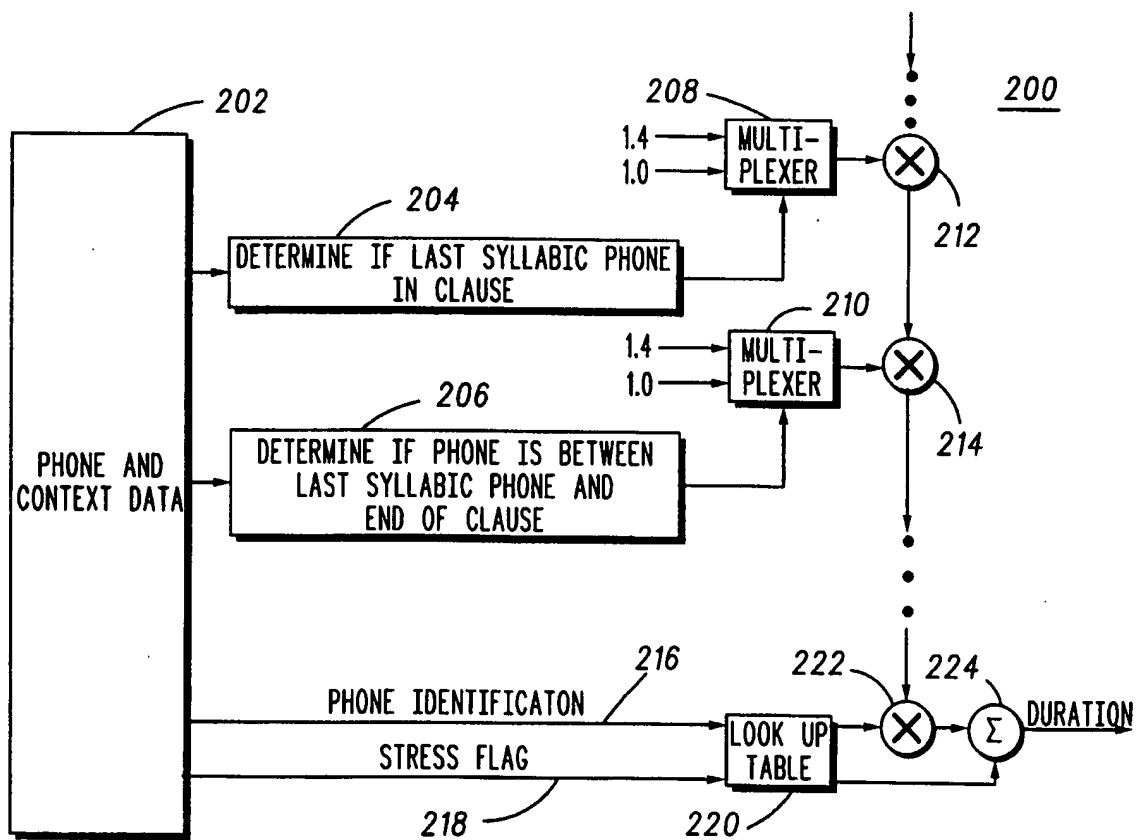 200
202
208
1.4
1.0
MULTI-
PLEXER
212
204
DETERMINE IF LAST SYLLABIC PHONE
IN CLAUSE
210
1.4
1.0
MULTI-
PLEXER
214
206
DETERMINE IF PHONE IS BETWEEN
LAST SYLLABIC PHONE AND
END OF CLAUSE
PHONE AND
CONTEXT DATA
PHONE IDENTIFICATON
216
222
224
STRESS FLAG
218
LOOK UP
TABLE
220
Σ
DURATION